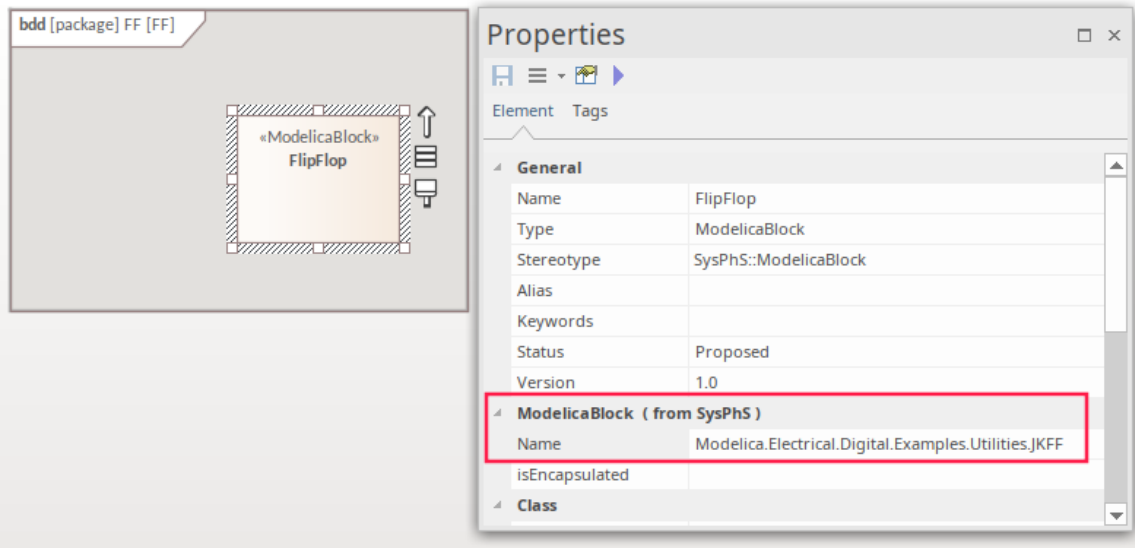 bdd [package] FF [FF]
«ModelicaBlock»
FlipFlop
Properties
Element Tags
General
Name FlipFlop
Type ModelicaBlock
Stereotype SysPhS::ModelicaBlock
Alias
Keywords
Status Proposed
Version 1.0
ModelicaBlock ( from SysPhS )
Name Modelica.Electrical.Digital.Examples.Utilities.JKFF
isEncapsulated
Class